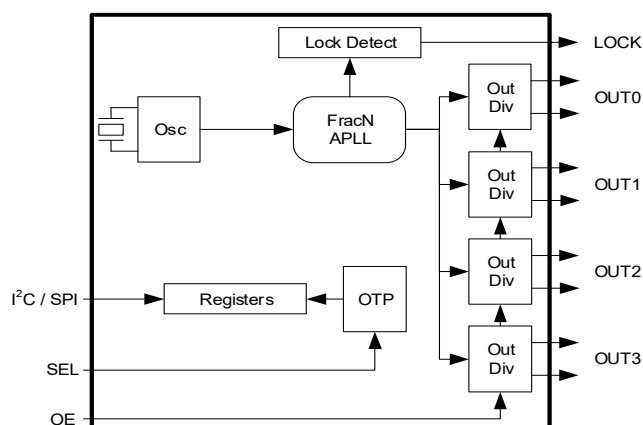 Lock Detect
LOCK
Out
Div
OUT0
Osc
FracN
APLL
Out
Div
OUT1
Out
Div
OUT2
I²C / SPI
Registers
OTP
Out
Div
OUT3
SEL
OE